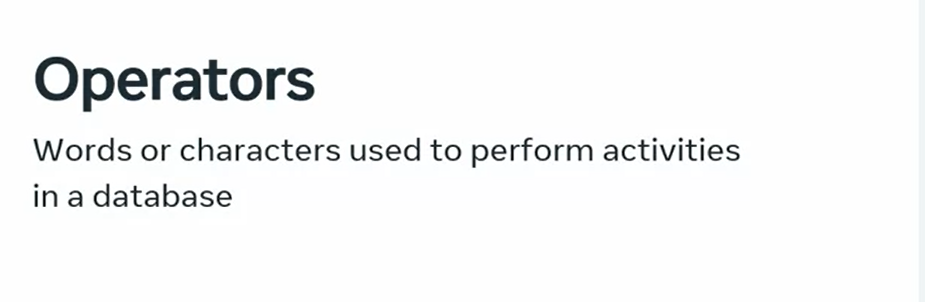 Operators
Words or characters used to perform activities
in a database